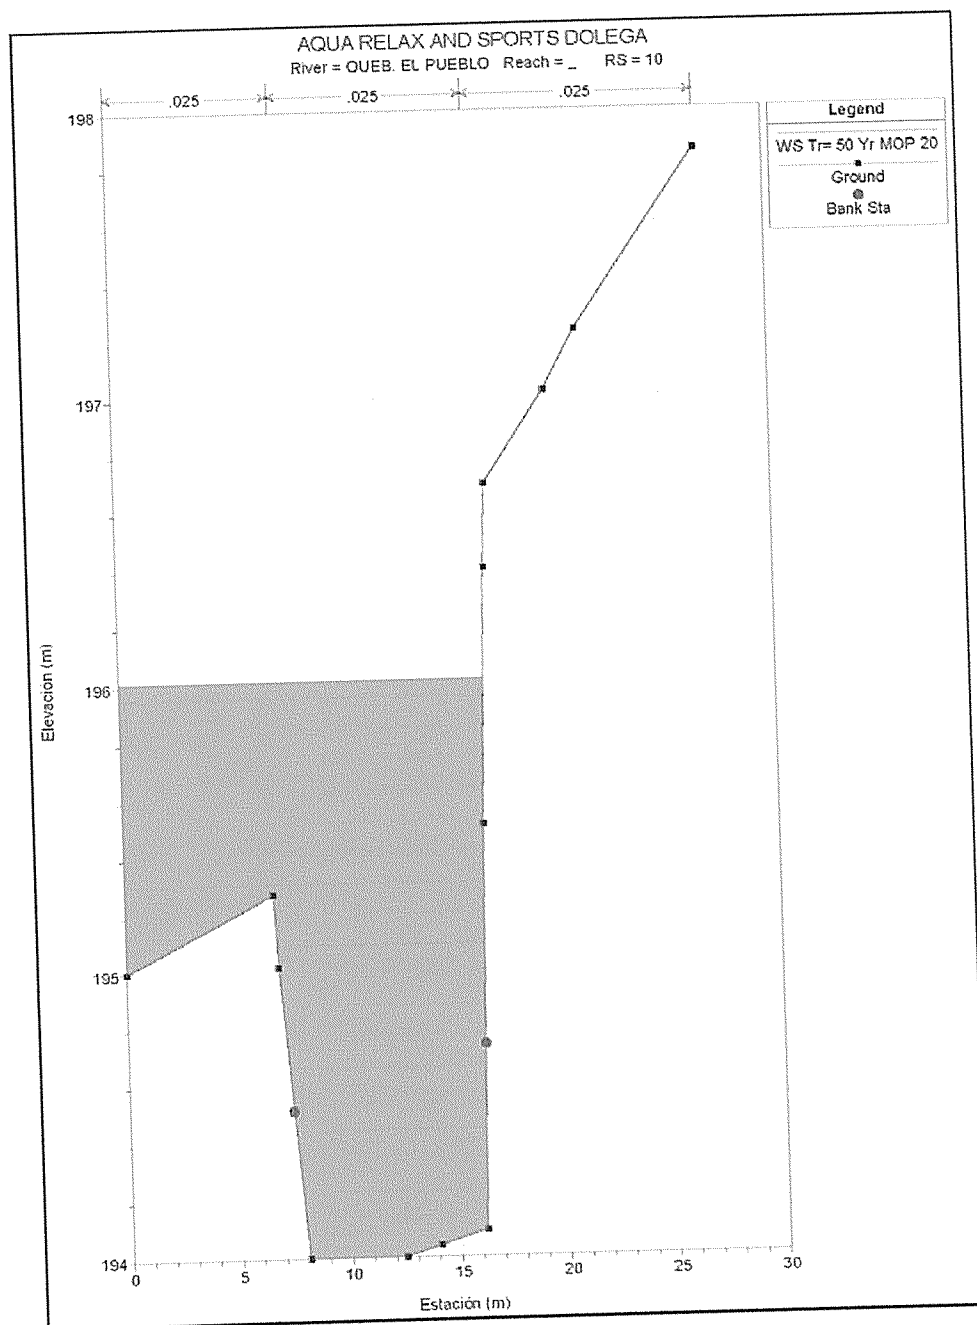 AQUA RELAX AND SPORTS DOLEGA
River = QUEB. EL PUEBLO Reach = _ RS = 10
.025 .025 .025
Legend
WS Tr= 50 Yr MOP 20
Ground
Bank Sta
198
197
196
195
194
Elevación (m)
0 5 10 15 20 25 30
Estación (m)